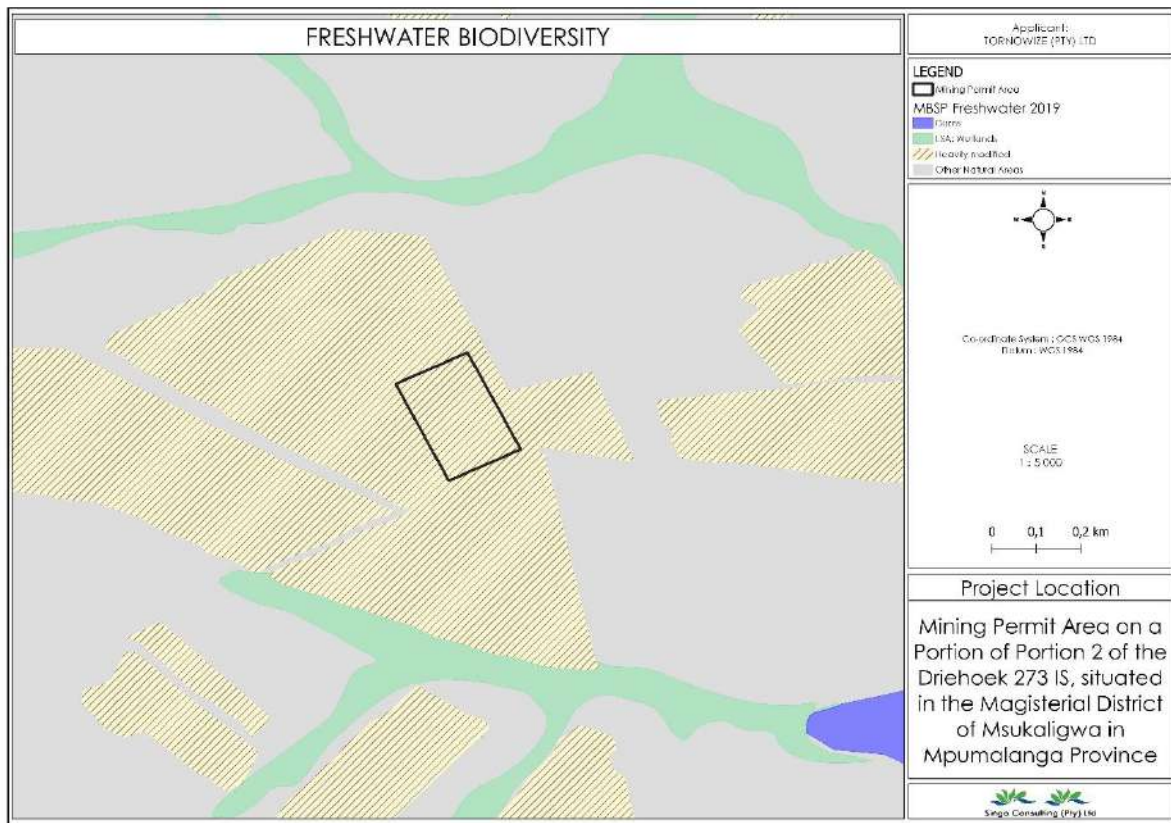 FRESHWATER BIODIVERSITY
Applicant:
TORNOWIZE (PTY) LTD
LEGEND
Mining Permit Area
MBSP Freshwater 2019
Dams
ESA: Wetlands
Heavily modified
Other Natural Areas
N
Co-ordinate System : GCS WGS 1984
Datum : WGS 1984
SCALE
1 : 5 000
0 0,1 0,2 km
Project Location
Mining Permit Area on a
Portion of Portion 2 of the
Driehoek 273 IS, situated
in the Magisterial District
of Msukaligwa in
Mpumalanga Province
Singo Consulting (Pty) Ltd